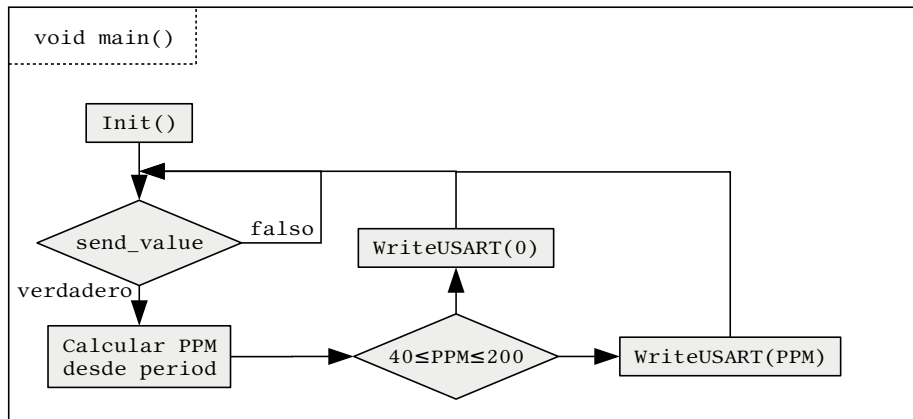 void main()
Init()
send_value
falso
verdadero
WriteUSART(0)
Calcular PPM
desde period
40≤PPM≤200
WriteUSART(PPM)